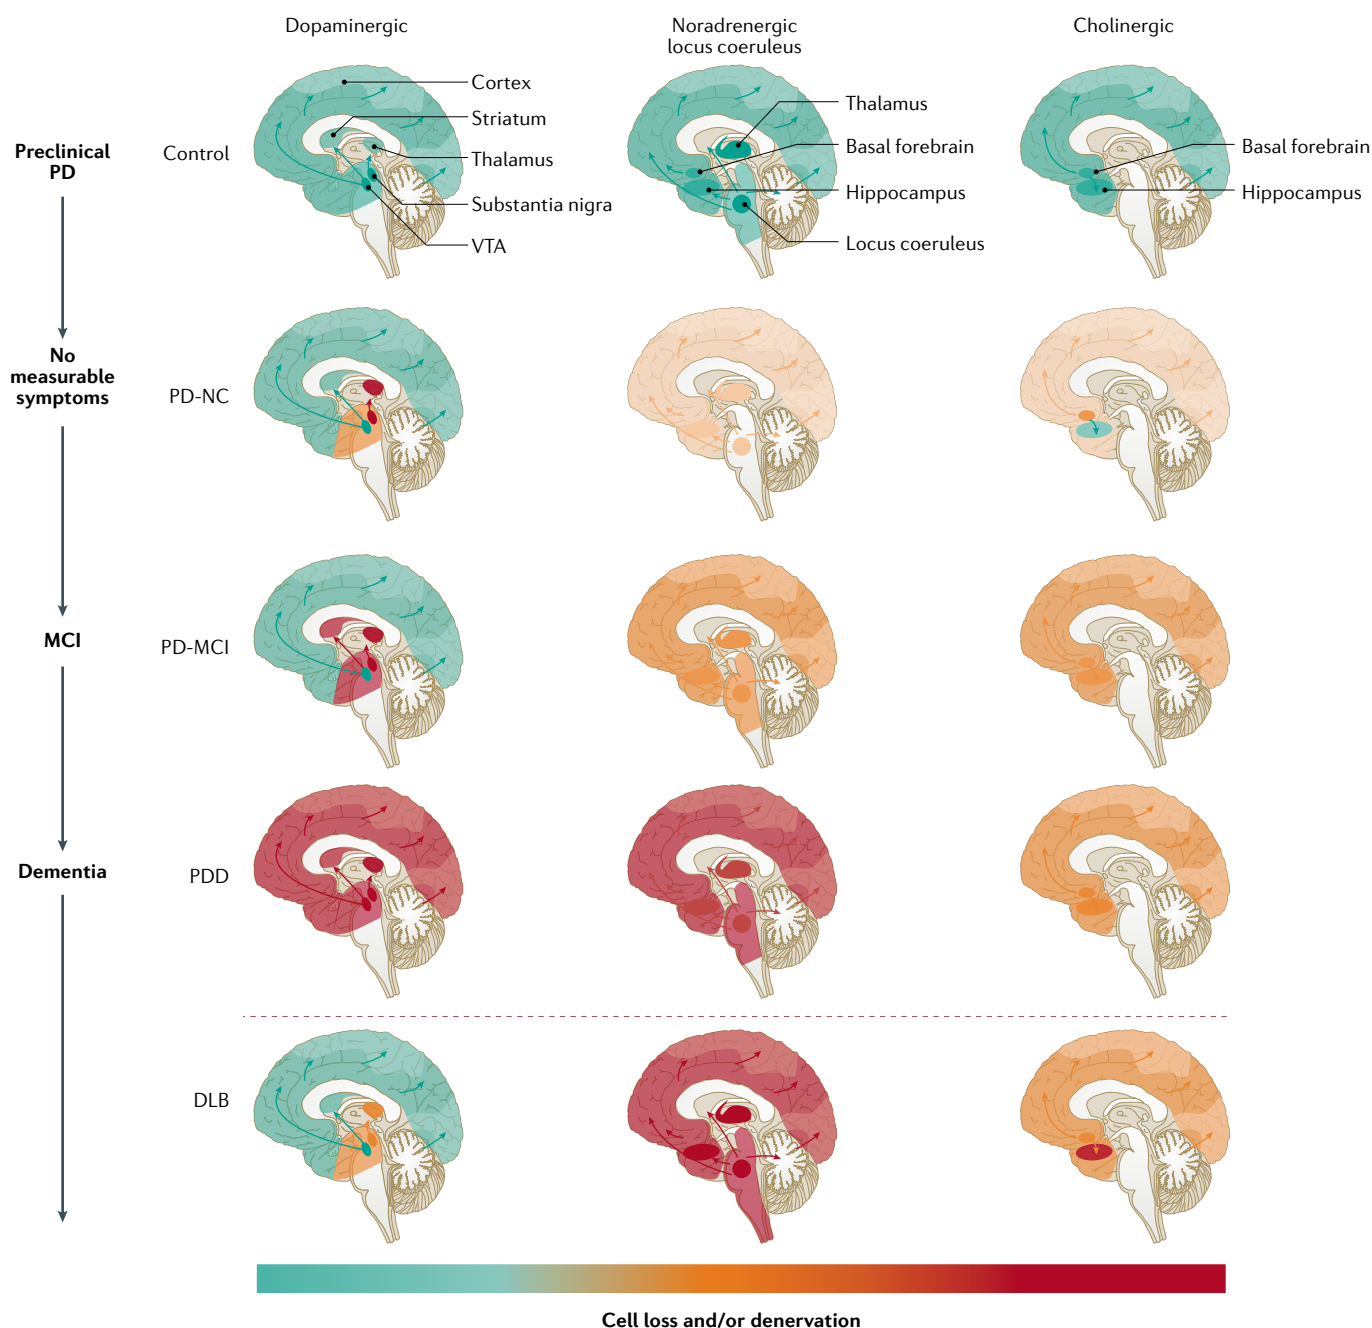 Dopaminergic
Noradrenergic
locus coeruleus
Cholinergic
Preclinical
PD
Control
Cortex
Striatum
Thalamus
Substantia nigra
VTA
Thalamus
Basal forebrain
Hippocampus
Locus coeruleus
Basal forebrain
Hippocampus
No
measurable
symptoms
PD-NC
MCI
PD-MCI
Dementia
PDD
DLB
Cell loss and/or denervation